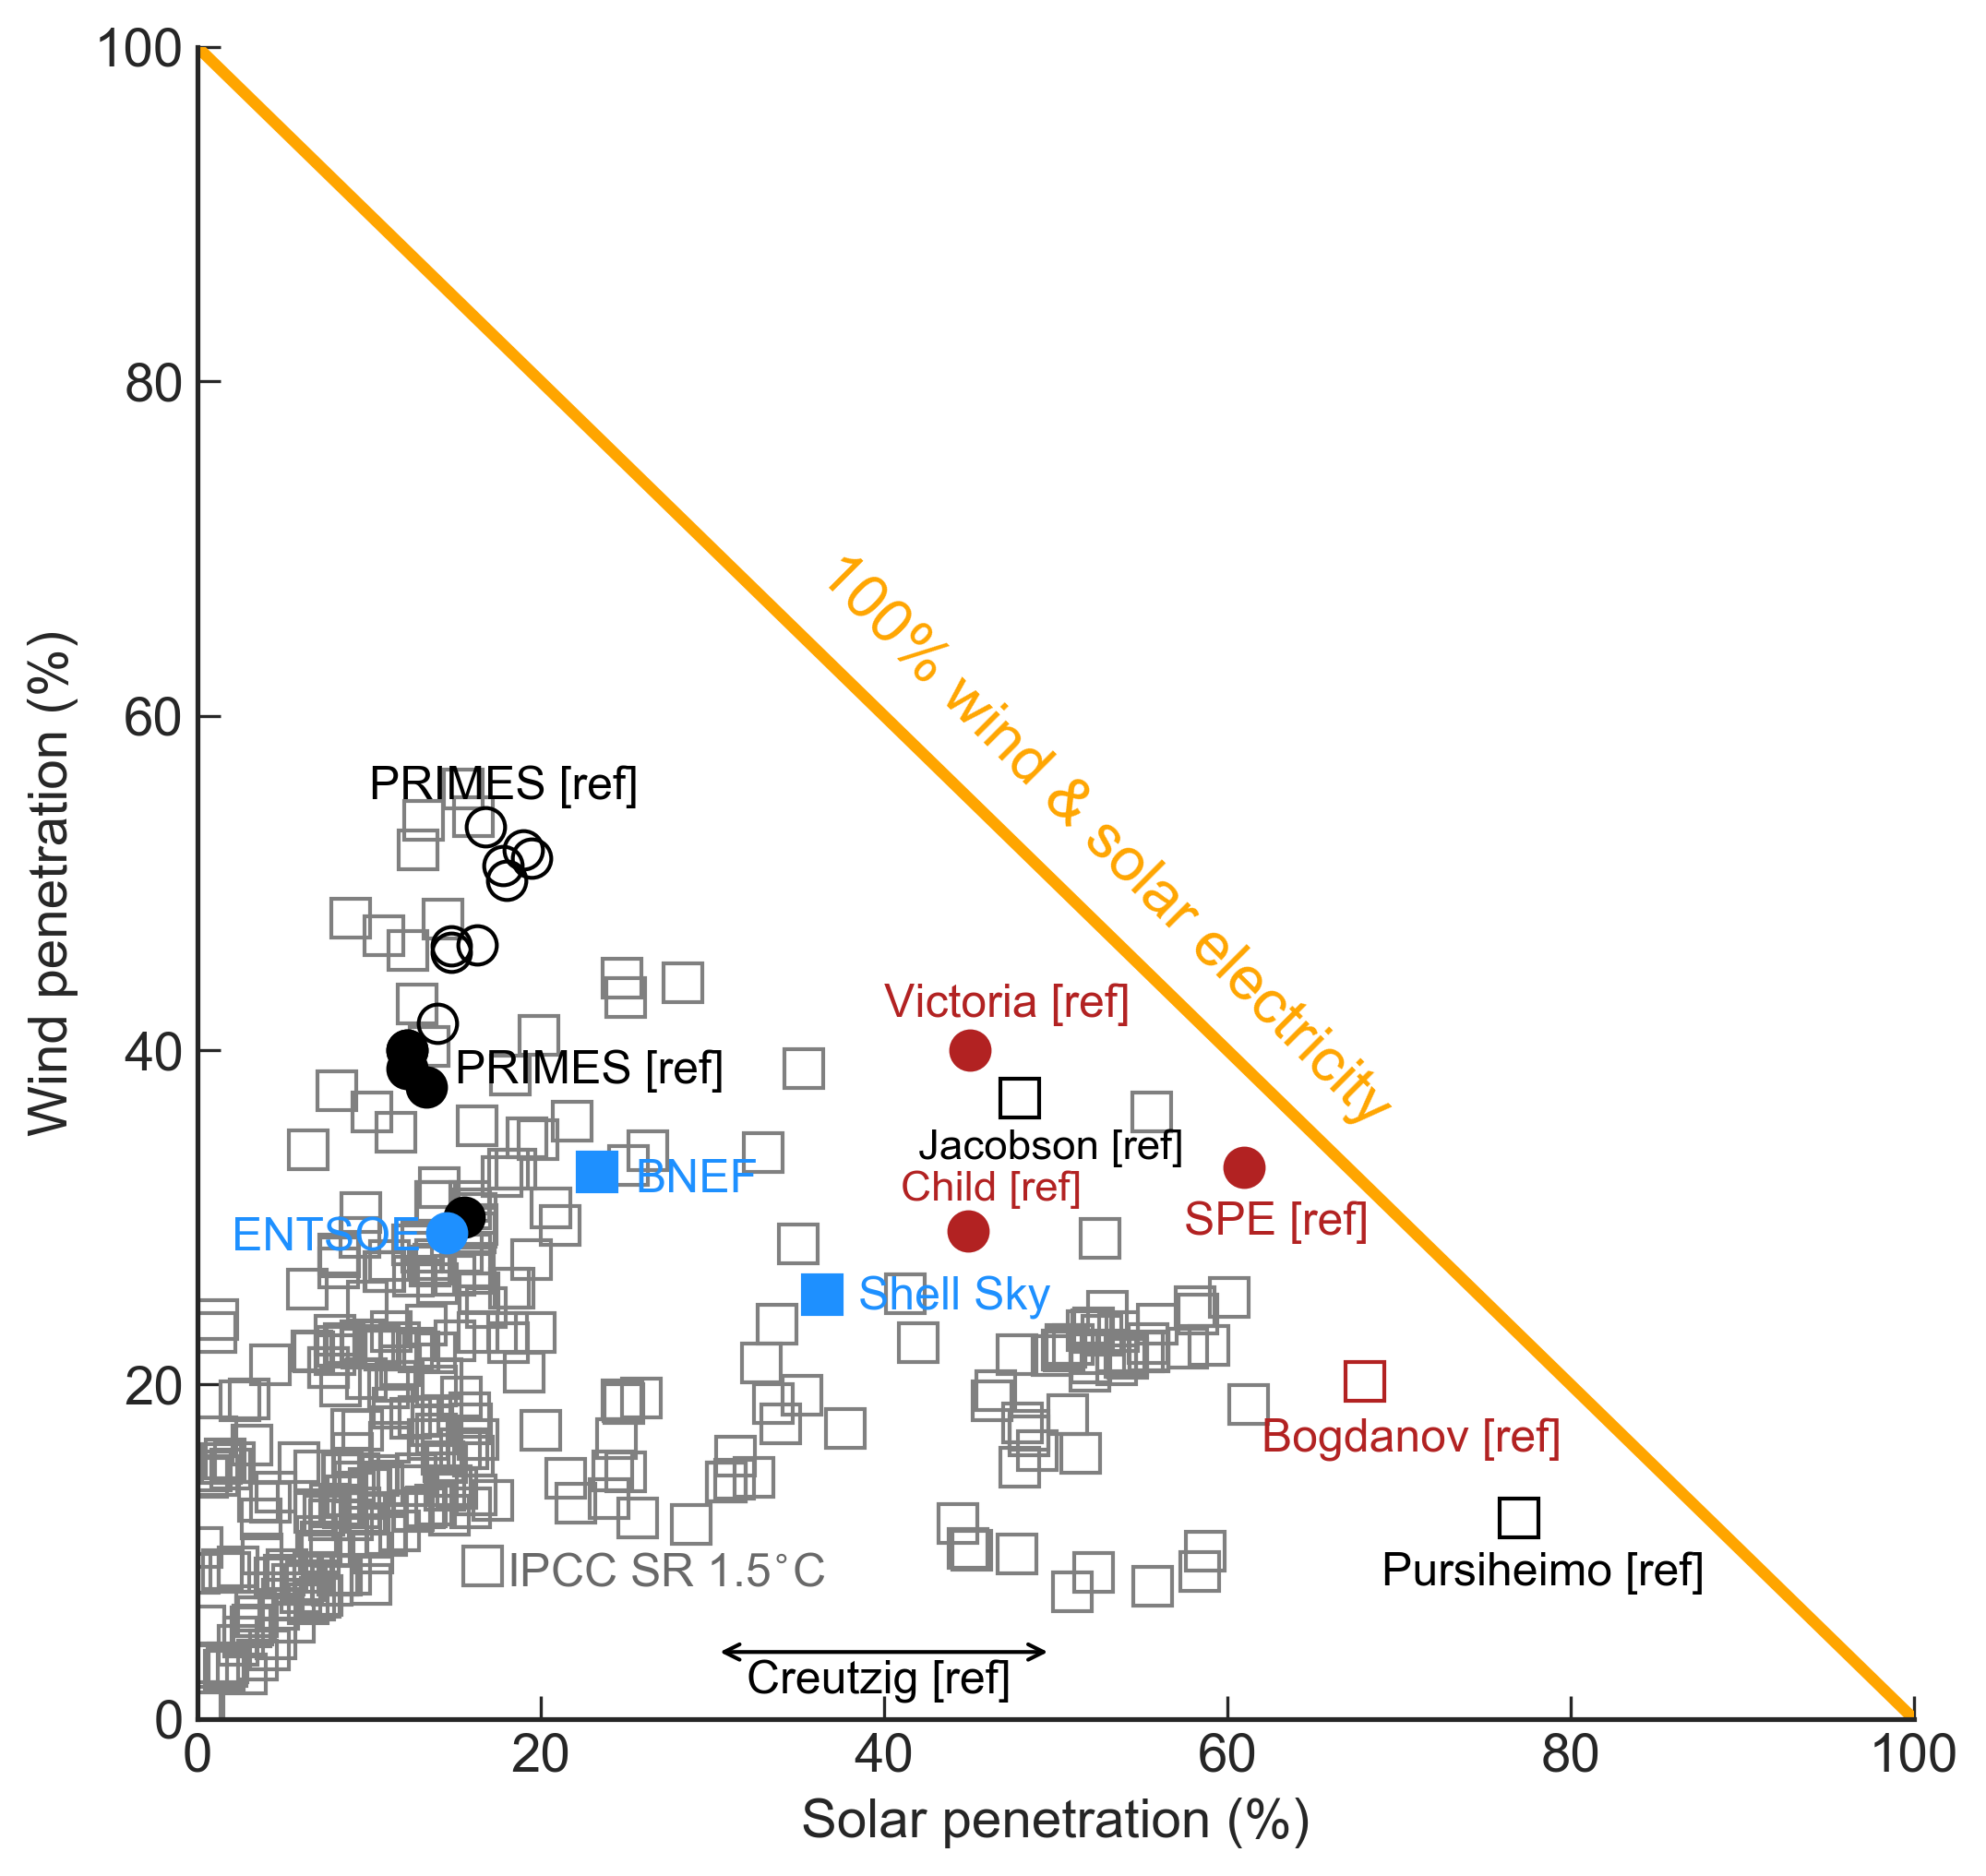 100
80
60
40
20
0
Wind penetration (%)
0
20
40
60
80
100
Solar penetration (%)
100% wind & solar electricity
PRIMES [ref]
Victoria [ref]
PRIMES [ref]
Jacobson [ref]
BNEF
Child [ref]
SPE [ref]
ENTSOE
Shell Sky
Bogdanov [ref]
IPCC SR 1.5°C
Pursiheimo [ref]
Creutzig [ref]